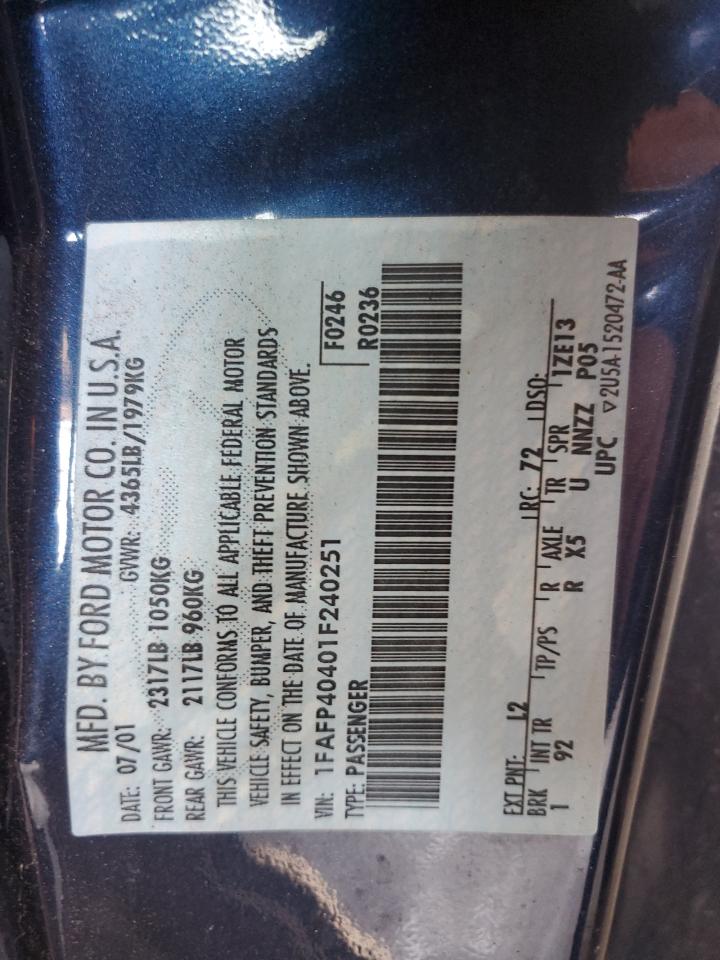 MFD. BY FORD MOTOR CO. IN U.S.A.
DATE: 07/01 GVWR: 4365LB/1979KG
FRONT GAWR: 2317LB 1050KG
REAR GAWR: 2117LB 960KG
THIS VEHICLE CONFORMS TO ALL APPLICABLE FEDERAL MOTOR
VEHICLE SAFETY, BUMPER, AND THEFT PREVENTION STANDARDS
IN EFFECT ON THE DATE OF MANUFACTURE SHOWN ABOVE.
VIN: 1FAFP40401F240251 F0246
TYPE: PASSENGER R0236
EXT PNT: L2 RC: 72 DSO:
BRK INT TR TP/PS R AXLE TR SPR 1ZE13
1 92 R X5 U NNZZ P05
UPC ▽2U5A-1520472-AA